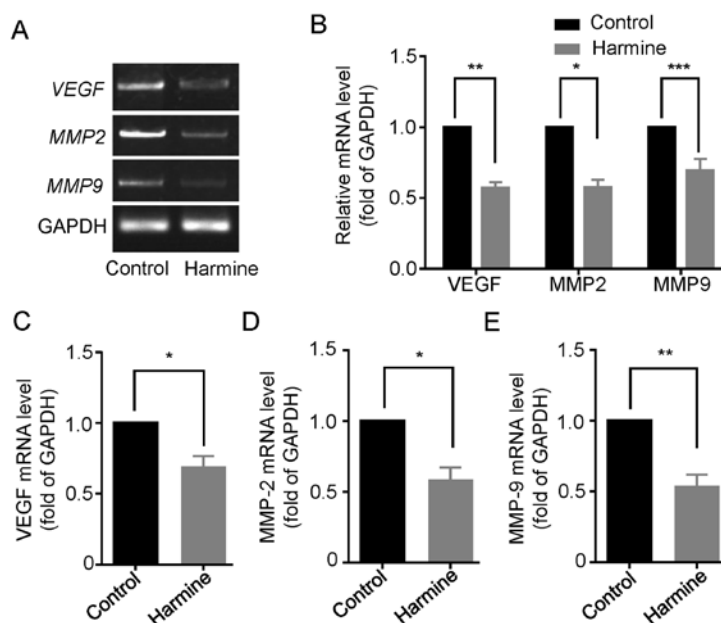 A
VEGF
MMP2
MMP9
GAPDH
Control Harmine
B
Control
Harmine
Relative mRNA level
(fold of GAPDH)
1.5
1.0
0.5
0.0
**
*
***
VEGF MMP2 MMP9
C
VEGF mRNA level
(fold of GAPDH)
1.5
1.0
0.5
0
*
Control
Harmine
D
MMP-2 mRNA level
(fold of GAPDH)
1.5
1.0
0.5
0
*
Control
Harmine
E
MMP-9 mRNA level
(fold of GAPDH)
1.5
1.0
0.5
0
**
Control
Harmine